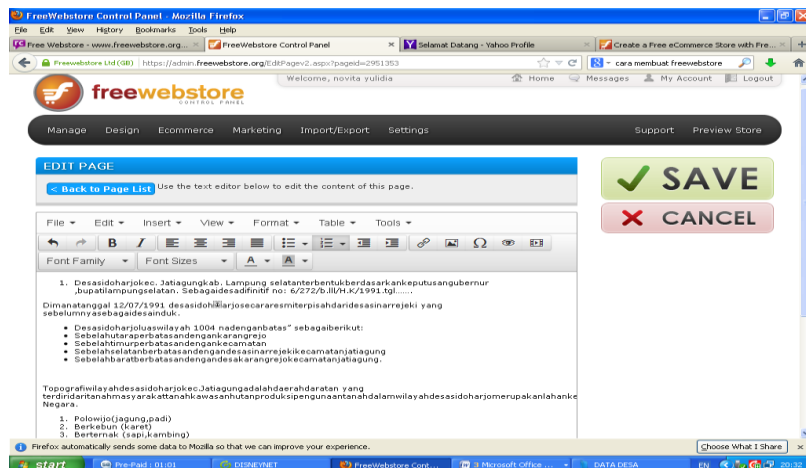 FreeWebstore Control Panel - Mozilla Firefox
File Edit View History Bookmarks Tools Help
Free Webstore - www.freewebstore.org... × FreeWebstore Control Panel × Selamat Datang - Yahoo Profile × Create a Free eCommerce Store with Fre... × +
Freewebstore Ltd (GB) https://admin.freewebstore.org/EditPagev2.aspx?pageid=2951353 cara membuat freewebstore
freewebstore
CONTROL PANEL
Welcome, novita yulidia Home Messages My Account Logout
Manage Design Ecommerce Marketing Import/Export Settings Support Preview Store
EDIT PAGE
< Back to Page List Use the text editor below to edit the content of this page.
SAVE
CANCEL
File Edit Insert View Format Table Tools
B I
Font Family Font Sizes A A
1. Desasidoharjokec. Jatiagungkab. Lampung selatanterbentukberdasarkankeputusangubernur
,bupatilampungselatan. Sebagaidesadifinitif no: 6/272/b.lll/H.K/1991.tgl.......
Dimanatanggal 12/07/1991 desasidoharjosecararesmiterpisahdaridesasinarrejeki yang
sebelumnyasebagaidesainduk.
• Desasidoharjoluaswilayah 1004 nadenganbatas" sebagaiberikut:
• Sebelahutaraperbatasandengankarangrejo
• Sebelahtimurperbatasandengankecamatan
• Sebelahselatanberbatasandengandesasinarrejekikecamatanjatiagung
• Sebelahbaratberbatasandengandesakarangrejokecamatanjatiagung.
Topografiwilayahdesasidoharjokec.Jatiagungadalahdaerahdaratan yang
terdiridaritanahmasyarakattanahkawasanhutanproduksipengunaantanahdalamwilayahdesasidoharjomerupakanlahanke
Negara.
1. Polowijo(jagung,padi)
2. Berkebun (karet)
3. Berternak (sapi,kambing)
Firefox automatically sends some data to Mozilla so that we can improve your experience. Choose What I Share ×
start Pre-Paid : 01:01 DISNEYNET FreeWebstore Cont... 3 Microsoft Office ... DATA DESA EN 20:32